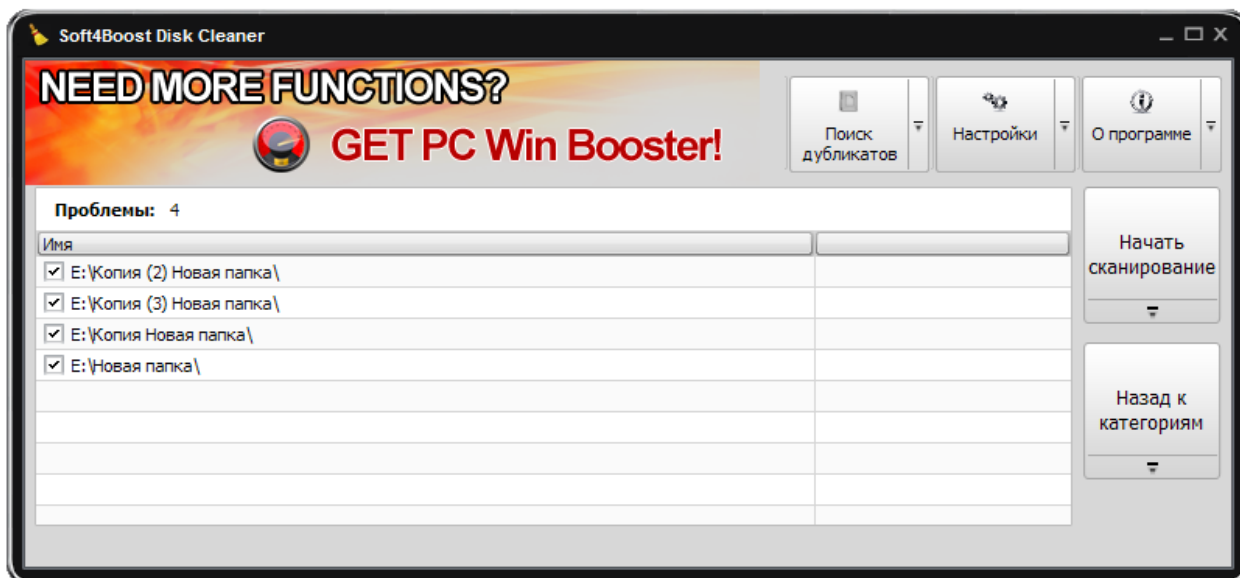 Soft4Boost Disk Cleaner
NEED MORE FUNCTIONS?
GET PC Win Booster!
Поиск
дубликатов
Настройки
О программе
Проблемы: 4
Имя
E:\Копия (2) Новая папка\
E:\Копия (3) Новая папка\
E:\Копия Новая папка\
E:\Новая папка\
Начать
сканирование
Назад к
категориям